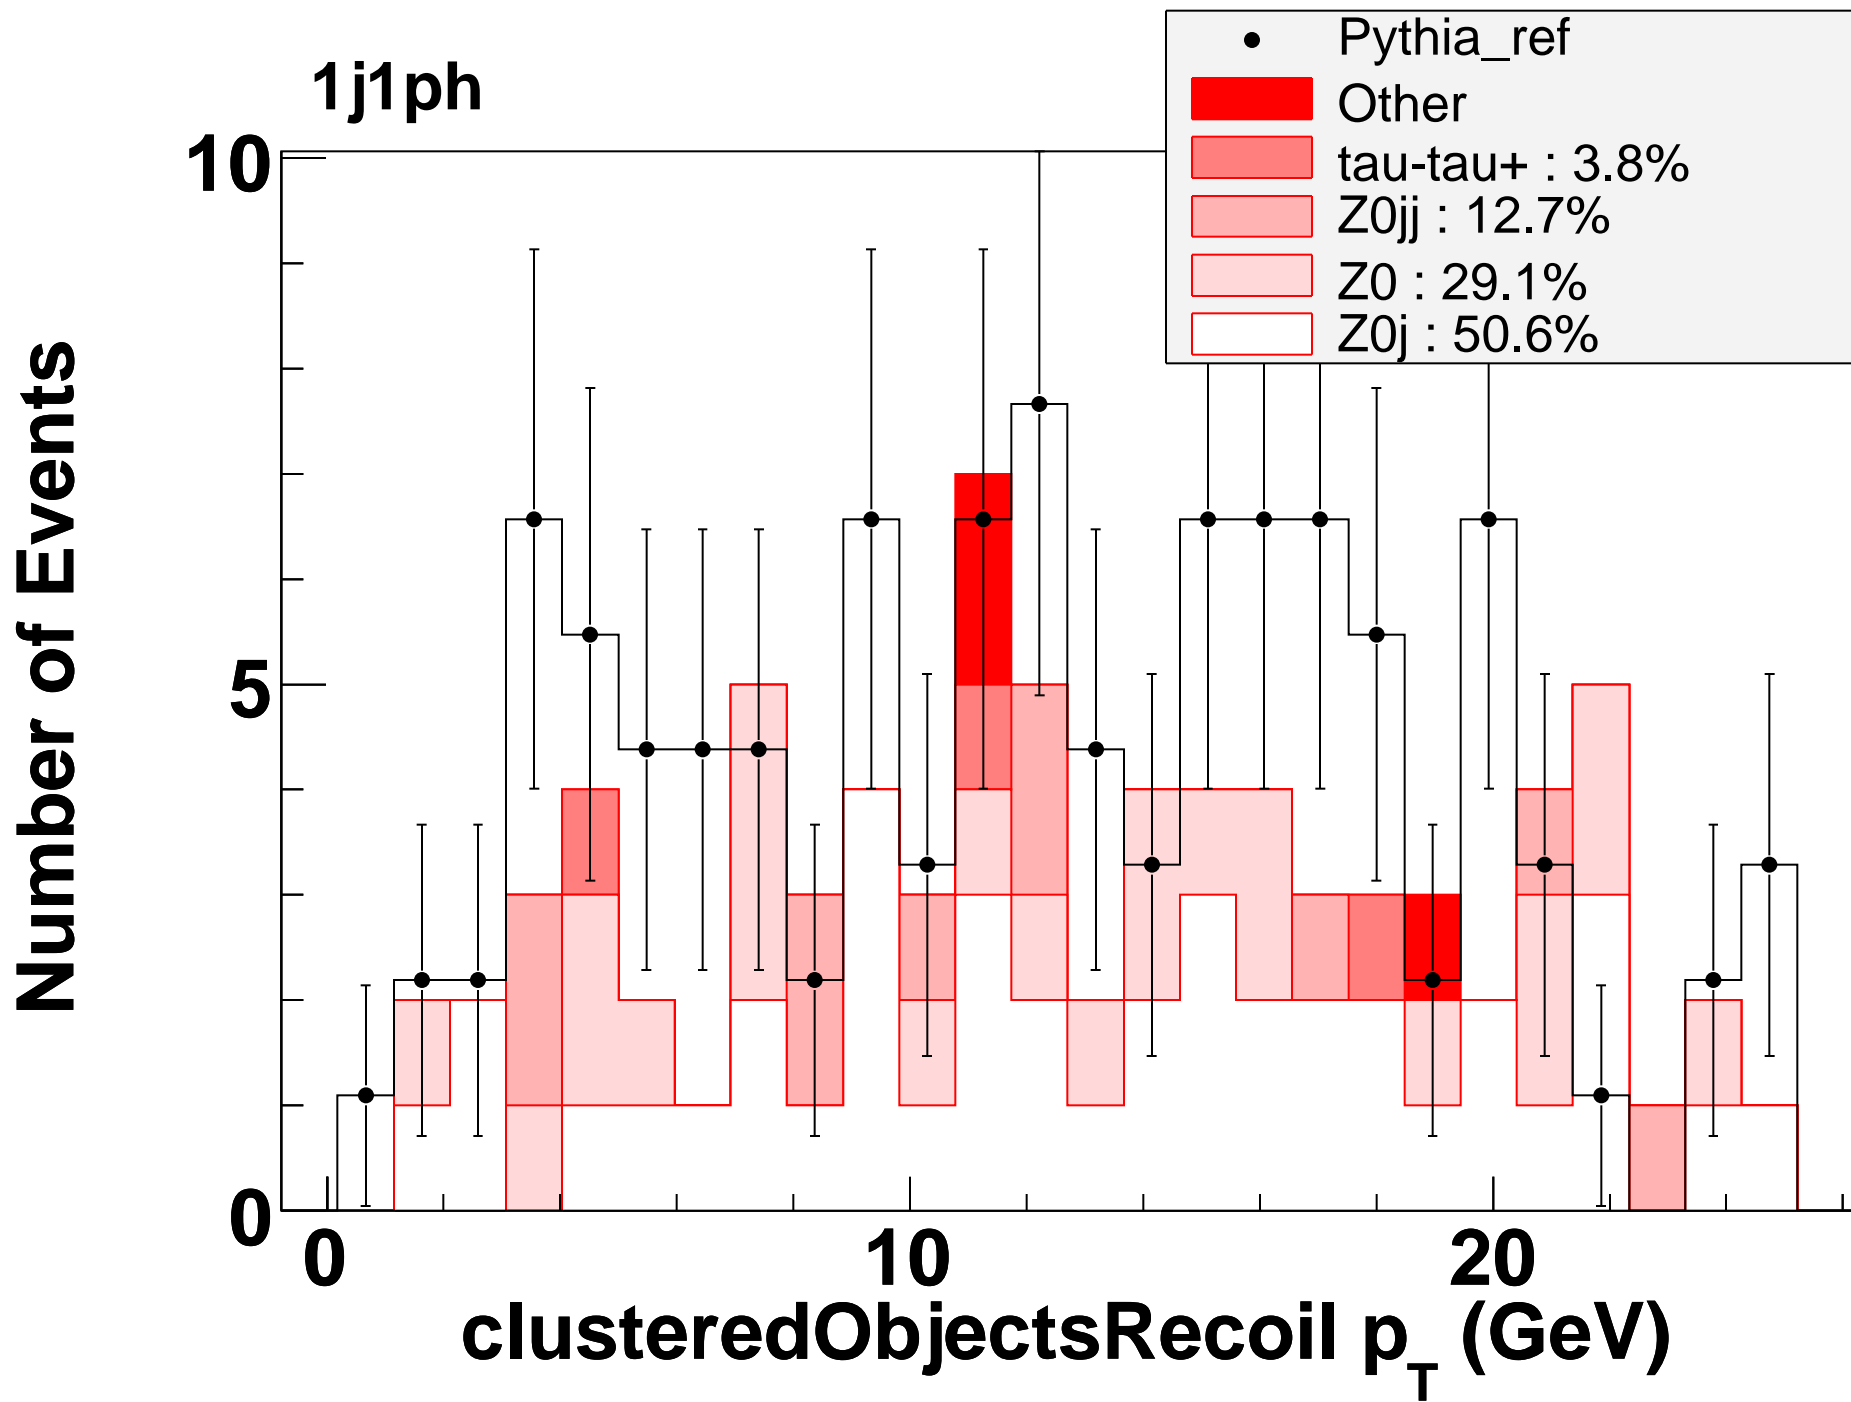 1j1ph
Pythia_ref
Other
tau-tau+ : 3.8%
Z0jj : 12.7%
Z0 : 29.1%
Z0j : 50.6%
Number of Events
10
5
0
0 10 20
clusteredObjectsRecoil p_T (GeV)